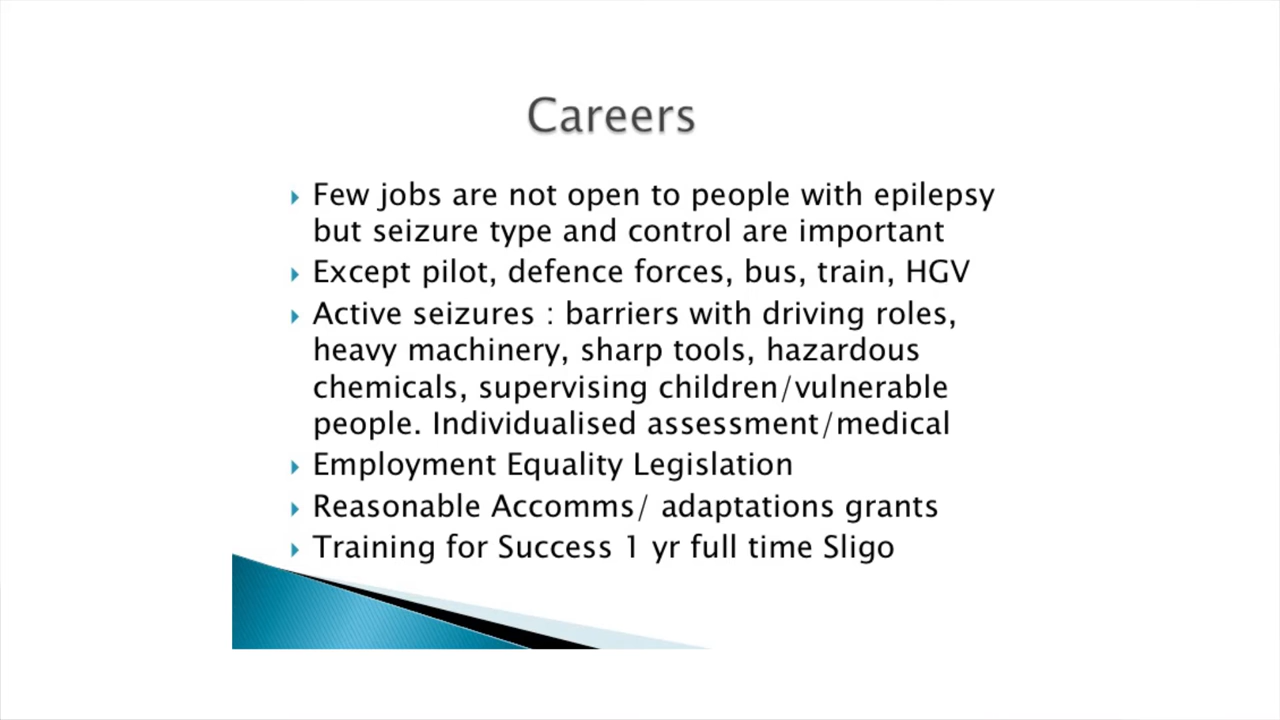 Careers
Few jobs are not open to people with epilepsy
but seizure type and control are important
Except pilot, defence forces, bus, train, HGV
Active seizures : barriers with driving roles,
heavy machinery, sharp tools, hazardous
chemicals, supervising children/vulnerable
people. Individualised assessment/medical
Employment Equality Legislation
Reasonable Accomms/ adaptations grants
Training for Success 1 yr full time Sligo